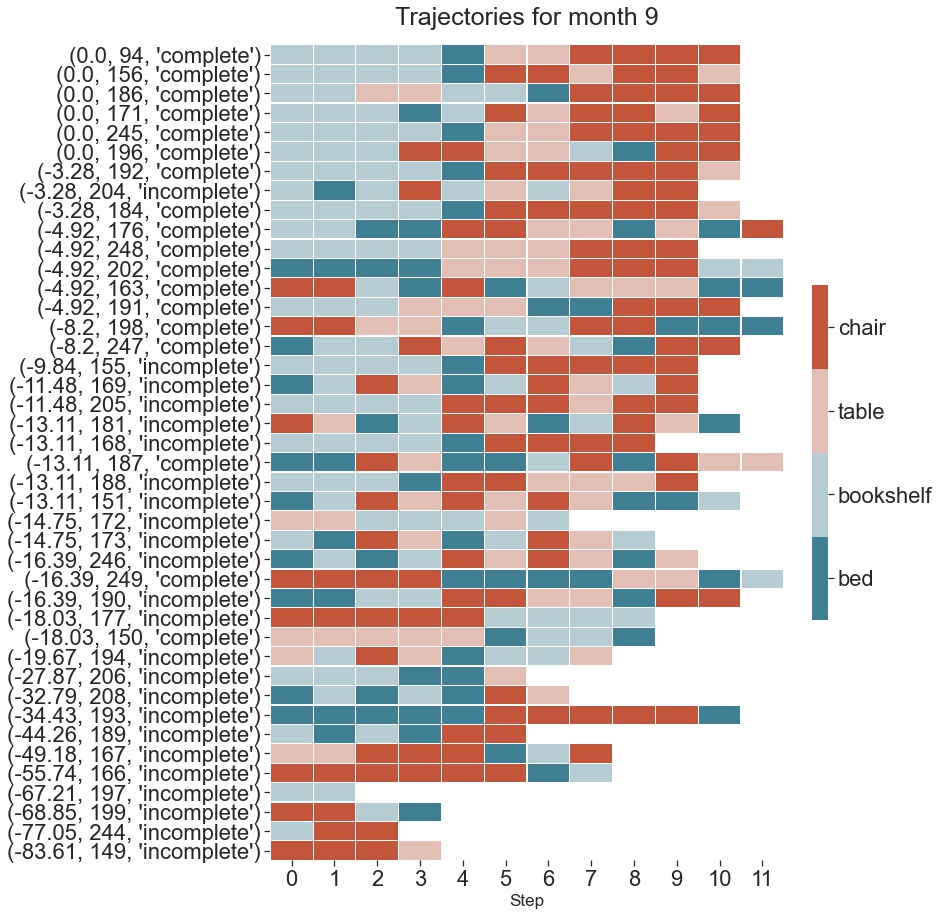 Trajectories for month 9
(0.0, 94, 'complete')
(0.0, 156, 'complete')
(0.0, 186, 'complete')
(0.0, 171, 'complete')
(0.0, 245, 'complete')
(0.0, 196, 'complete')
(-3.28, 192, 'complete')
(-3.28, 204, 'incomplete')
(-3.28, 184, 'complete')
(-4.92, 176, 'complete')
(-4.92, 248, 'complete')
(-4.92, 202, 'complete')
(-4.92, 163, 'complete')
(-4.92, 191, 'complete')
(-8.2, 198, 'complete')
(-8.2, 247, 'complete')
(-9.84, 155, 'incomplete')
(-11.48, 169, 'incomplete')
(-11.48, 205, 'incomplete')
(-13.11, 181, 'incomplete')
(-13.11, 168, 'incomplete')
(-13.11, 187, 'complete')
(-13.11, 188, 'incomplete')
(-13.11, 151, 'incomplete')
(-14.75, 172, 'incomplete')
(-14.75, 173, 'incomplete')
(-16.39, 246, 'incomplete')
(-16.39, 249, 'complete')
(-16.39, 190, 'incomplete')
(-18.03, 177, 'incomplete')
(-18.03, 150, 'complete')
(-19.67, 194, 'incomplete')
(-27.87, 206, 'incomplete')
(-32.79, 208, 'incomplete')
(-34.43, 193, 'incomplete')
(-44.26, 189, 'incomplete')
(-49.18, 167, 'incomplete')
(-55.74, 166, 'incomplete')
(-67.21, 197, 'incomplete')
(-68.85, 199, 'incomplete')
(-77.05, 244, 'incomplete')
(-83.61, 149, 'incomplete')
0 1 2 3 4 5 6 7 8 9 10 11
Step
chair
table
bookshelf
bed